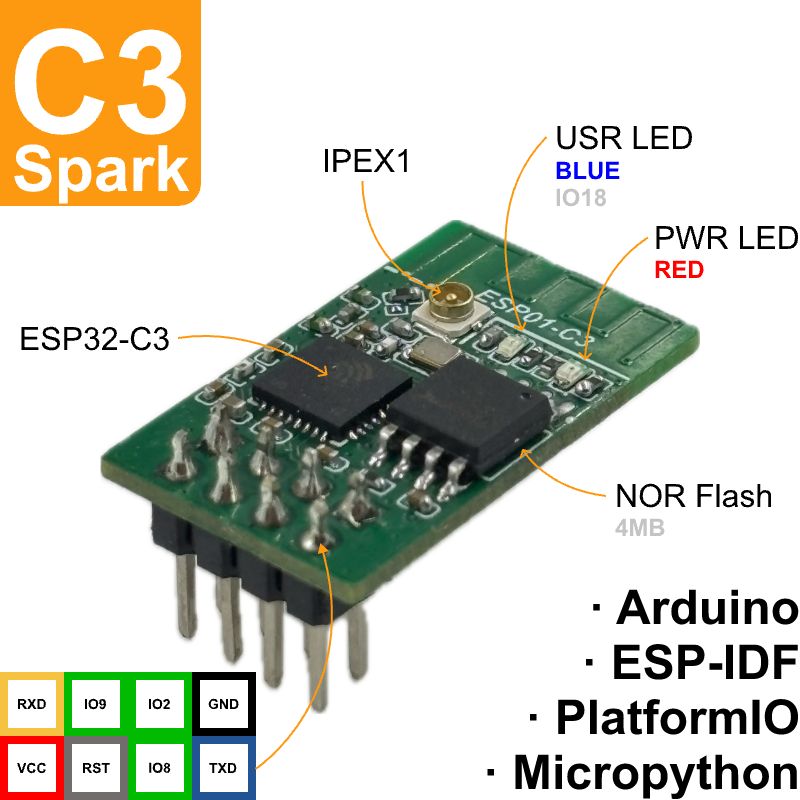 C3
Spark
IPEX1
USR LED
BLUE
IO18
PWR LED
RED
ESP01-C3
ESP32-C3
NOR Flash
4MB
· Arduino
· ESP-IDF
· PlatformIO
· Micropython
RXD IO9 IO2 GND
VCC RST IO8 TXD